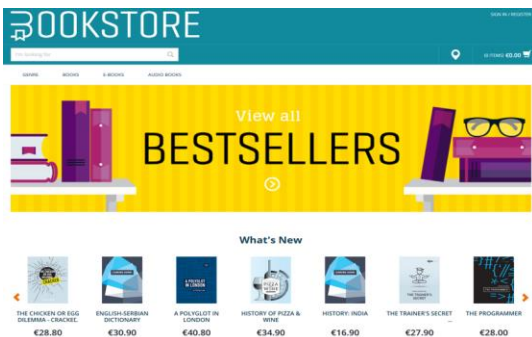 BOOKSTORE
SIGN IN / REGISTER
I'm looking for
€0.00
GENRE BOOKS E-BOOKS AUDIO BOOKS
View all
BESTSELLERS
What's New
THE CHICKEN OR EGG DILEMMA - CRACKED.
€28.80
ENGLISH-SERBIAN DICTIONARY
€30.90
A POLYGLOT IN LONDON
€40.80
HISTORY OF PIZZA & WINE
€34.90
HISTORY: INDIA
€16.90
THE TRAINER'S SECRET ...
€27.90
THE PROGRAMMER
€28.00